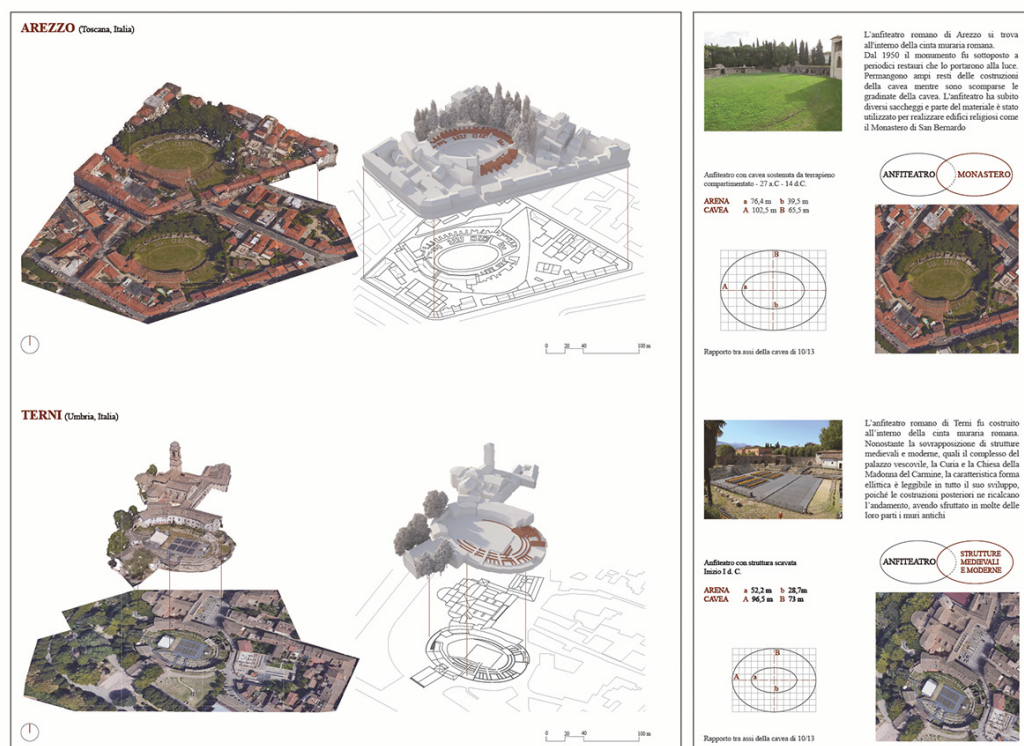 AREZZO (Toscana, Italia)
0 20 40 100 m
TERNI (Umbria, Italia)
0 20 40 100 m
L'anfiteatro romano di Arezzo si trova
all'interno della cinta muraria romana.
Dal 1950 il monumento fu sottoposto a
periodici restauri che lo portarono alla luce.
Permangono ampi resti delle costruzioni
della cavea mentre sono scomparse le
gradinate della cavea. L'anfiteatro ha subito
diversi saccheggi e parte del materiale è stato
utilizzato per realizzare edifici religiosi come
il Monastero di San Bernardo
Anfiteatro con cavea sostenuta da terrapieno
compartimentato - 27 a.C - 14 d.C.
ARENA a 76,4 m b 39,5 m
CAVEA A 102,5 m B 65,5 m
ANFITEATRO MONASTERO
B
A a
b
Rapporto tra assi della cavea di 10/13
L'anfiteatro romano di Terni fu costruito
all'interno della cinta muraria romana.
Nonostante la sovrapposizione di strutture
medievali e moderne, quali il complesso del
palazzo vescovile, la Curia e la Chiesa della
Madonna del Carmine, la caratteristica forma
ellittica è leggibile in tutto il suo sviluppo,
poiché le costruzioni posteriori ne ricalcano
l'andamento, avendo sfruttato in molte delle
loro parti i muri antichi
Anfiteatro con struttura scavata
Inizio I d. C.
ARENA a 52,2 m b 28,7m
CAVEA A 96,5 m B 73 m
ANFITEATRO STRUTTURE
MEDIEVALI
E MODERNE
B
A a
b
Rapporto tra assi della cavea di 10/13